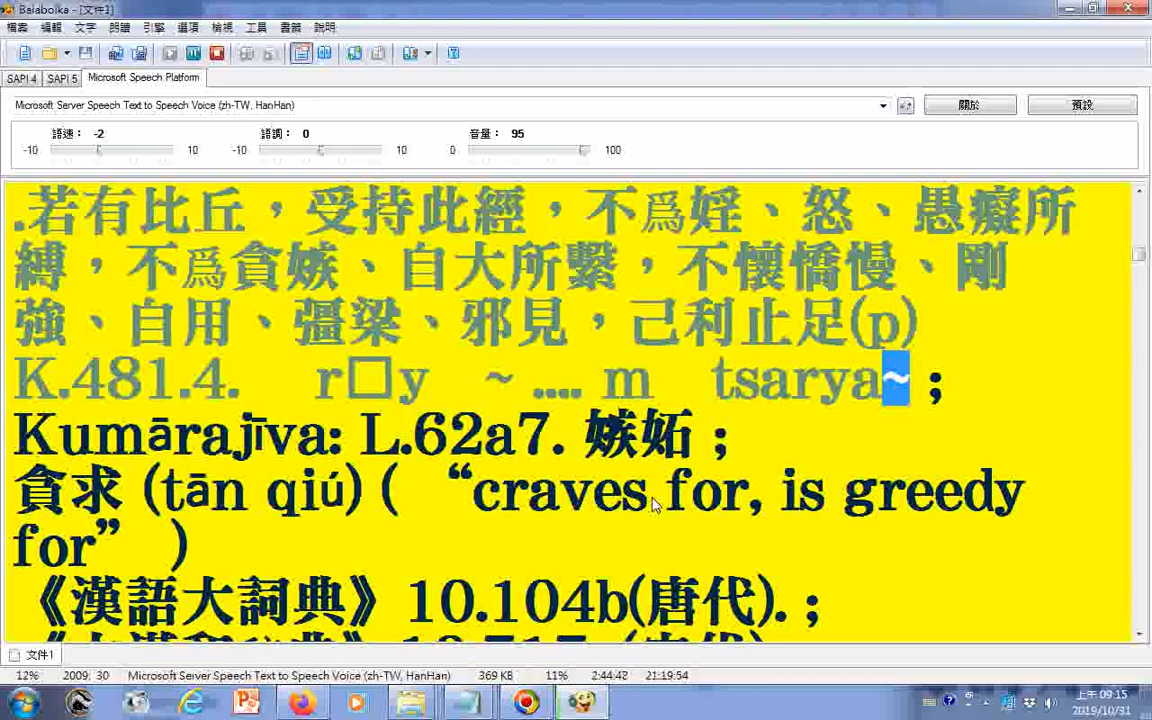 Balabolka - [文件1]
檔案 編輯 文字 朗讀 引擎 選項 檢視 工具 書籤 說明
SAPI 4 SAPI 5 Microsoft Speech Platform
Microsoft Server Speech Text to Speech Voice (zh-TW, HanHan) 關於 預設
語速： -2 語調： 0 音量： 95
-10 10 -10 10 0 100
.若有比丘，受持此經，不爲婬、怒、愚癡所
縛，不爲貪嫉、自大所繫，不懷憍慢、剛
強、自用、彊梁、邪見，己利止足(p)
K.481.4. r□y ~ .... m tsarya~ ；
Kumārajīva: L.62a7. 嫉妬；
貪求 (tān qiú) ( “craves for, is greedy
for” )
《漢語大詞典》10.104b(唐代).；
文件1
12% 2009, 30 Microsoft Server Speech Text to Speech Voice (zh-TW, HanHan) 369 KB 11% 2:44:42 21:19:54
上午 09:15
2019/10/31